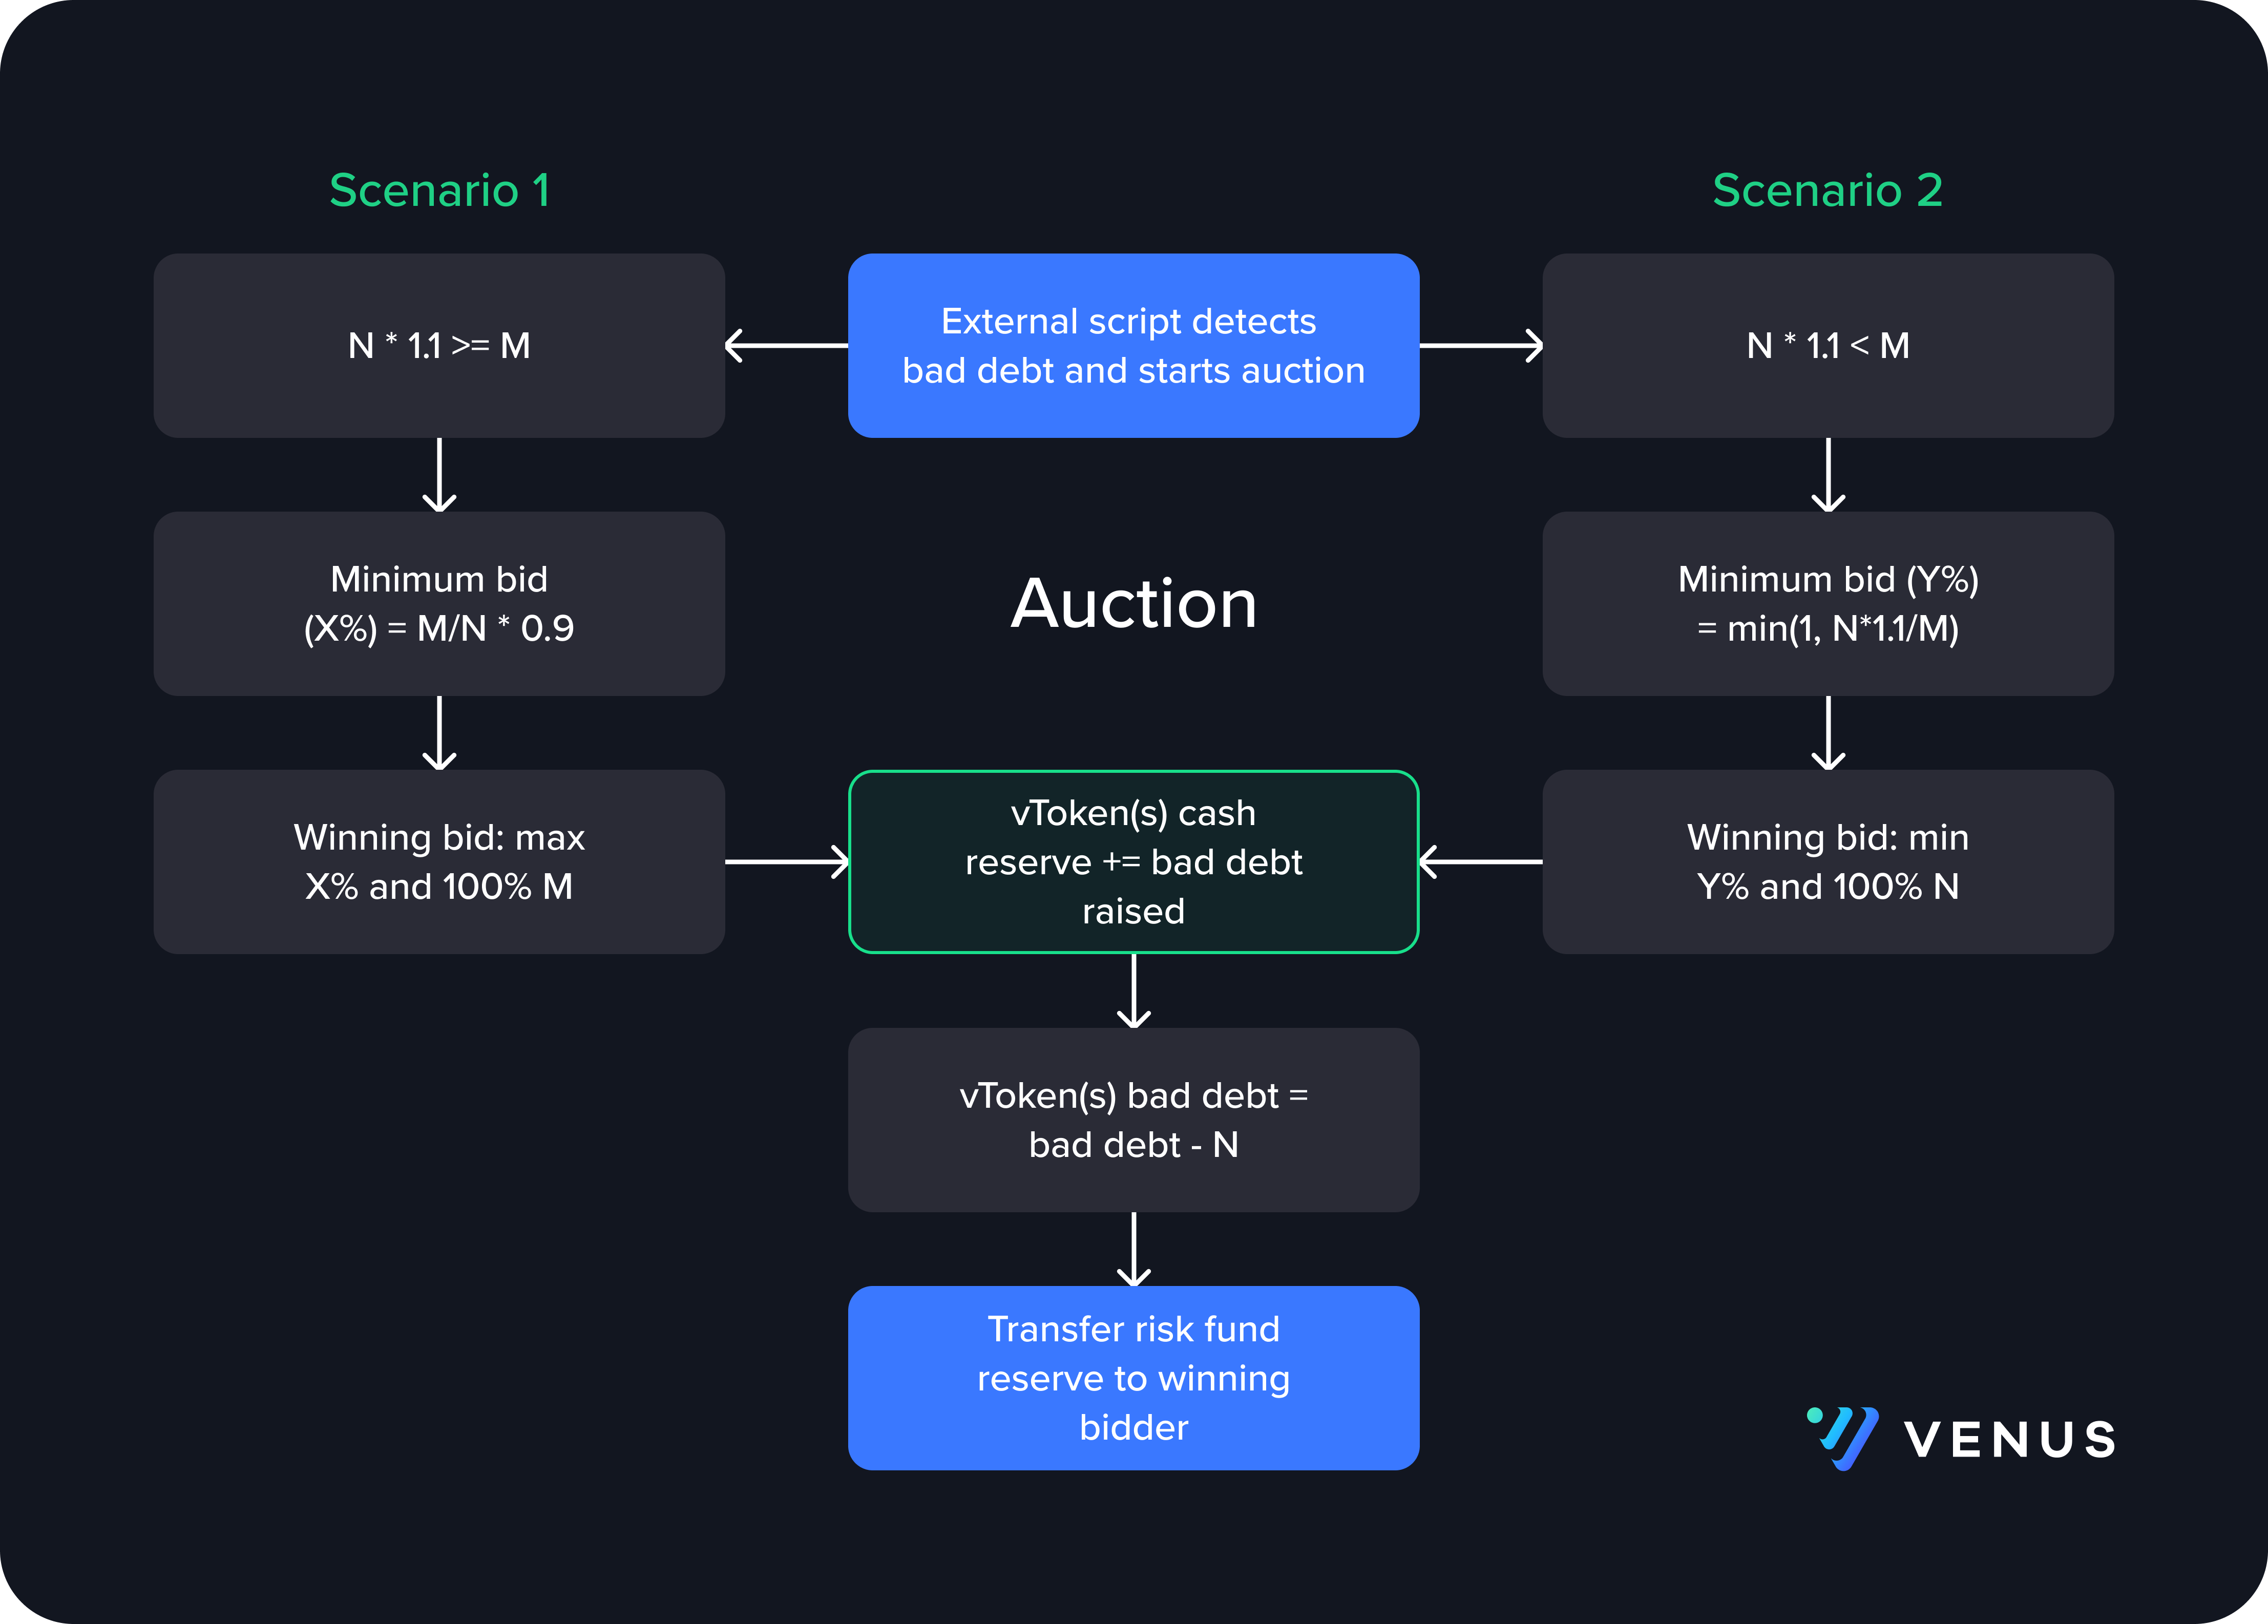 Scenario 1
Scenario 2
N * 1.1 >= M
External script detects
bad debt and starts auction
N * 1.1 < M
Minimum bid
(X%) = M/N * 0.9
Auction
Minimum bid (Y%)
= min(1, N*1.1/M)
Winning bid: max
X% and 100% M
vToken(s) cash
reserve += bad debt
raised
Winning bid: min
Y% and 100% N
vToken(s) bad debt =
bad debt - N
Transfer risk fund
reserve to winning
bidder
VENUS